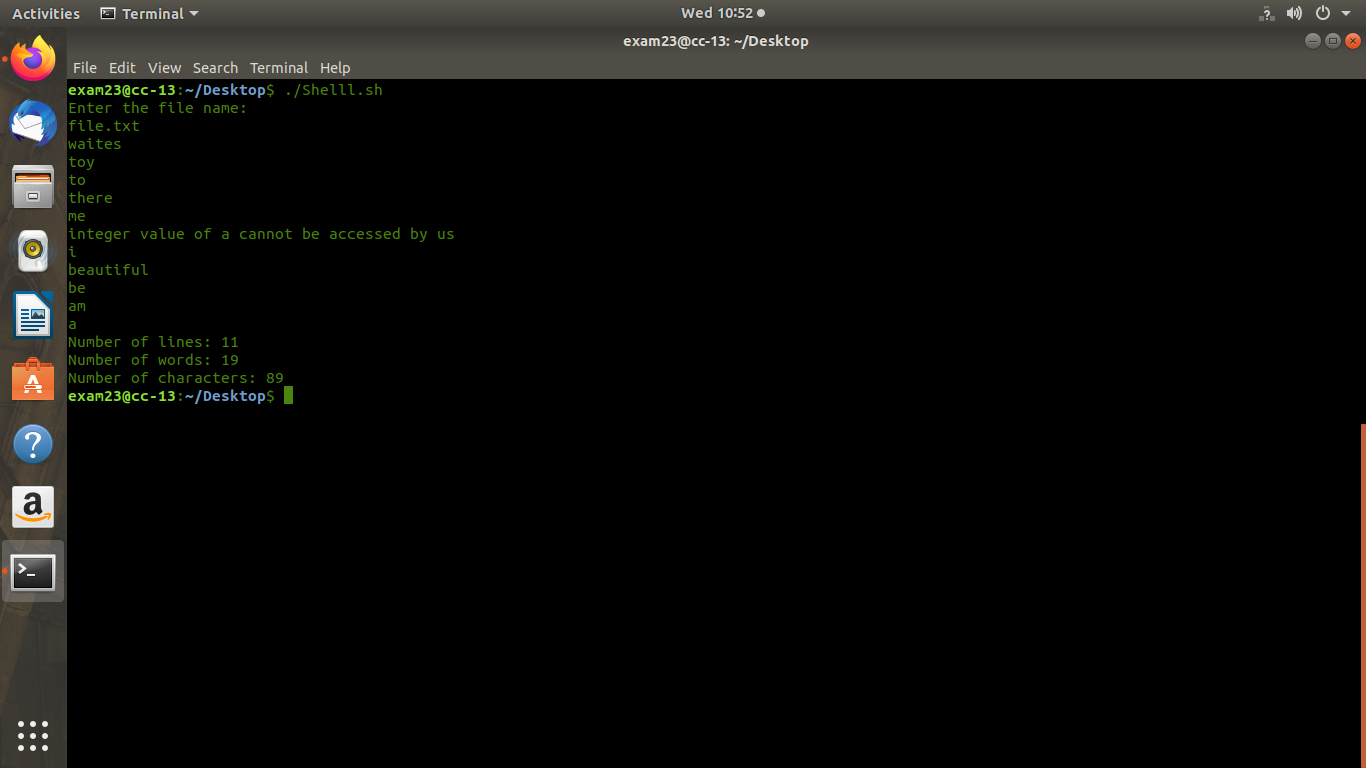 Activities Terminal Wed 10:52
exam23@cc-13: ~/Desktop
File Edit View Search Terminal Help
exam23@cc-13:~/Desktop$ ./Shelll.sh
Enter the file name:
file.txt
waites
toy
to
there
me
integer value of a cannot be accessed by us
i
beautiful
be
am
a
Number of lines: 11
Number of words: 19
Number of characters: 89
exam23@cc-13:~/Desktop$